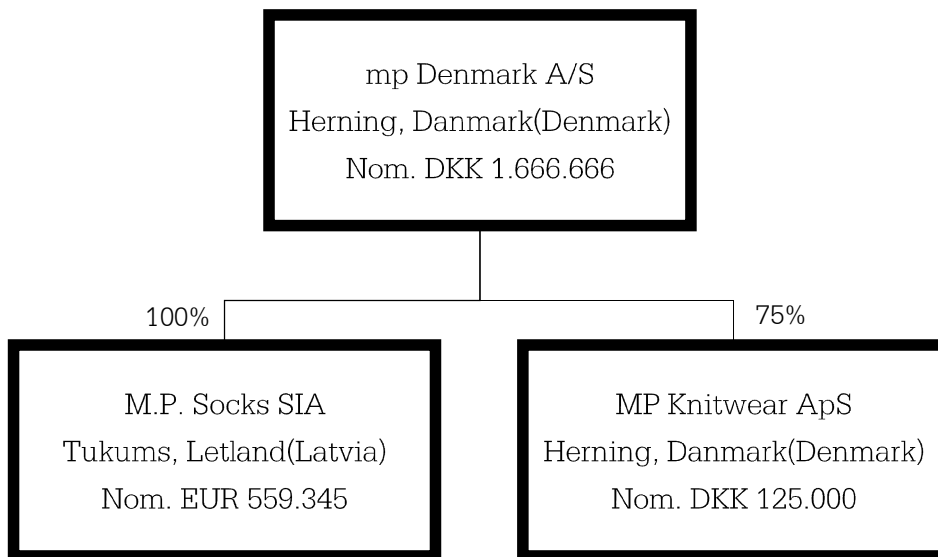 mp Denmark A/S
Herning, Danmark(Denmark)
Nom. DKK 1.666.666
100%
75%
M.P. Socks SIA
Tukums, Letland(Latvia)
Nom. EUR 559.345
MP Knitwear ApS
Herning, Danmark(Denmark)
Nom. DKK 125.000